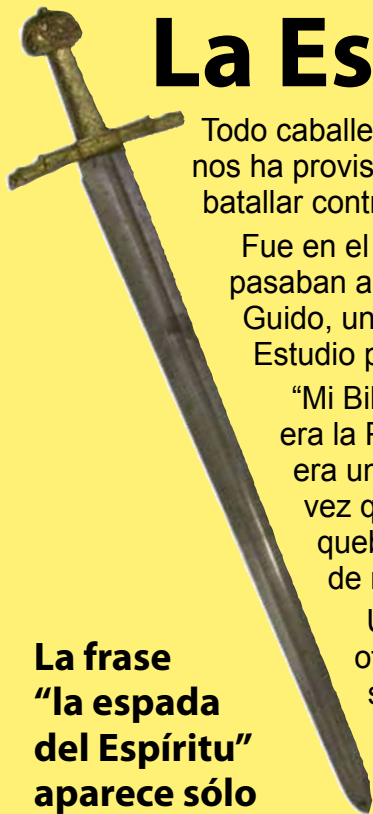 La Es
Todo caballe
nos ha provis
batallar contr
Fue en el
pasaban a
Guido, un
Estudio p
“Mi Bil
era la P
era un
vez q
queb
de r
La frase
“la espada
del Espíritu”
aparece sólo